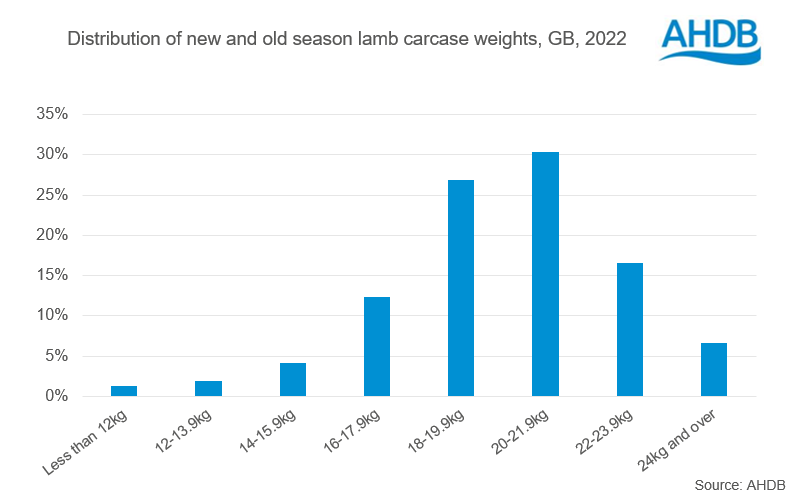 Distribution of new and old season lamb carcase weights, GB, 2022
AHDB
35%
30%
25%
20%
15%
10%
5%
0%
Less than 12kg
12-13.9kg
14-15.9kg
16-17.9kg
18-19.9kg
20-21.9kg
22-23.9kg
24kg and over
Source: AHDB